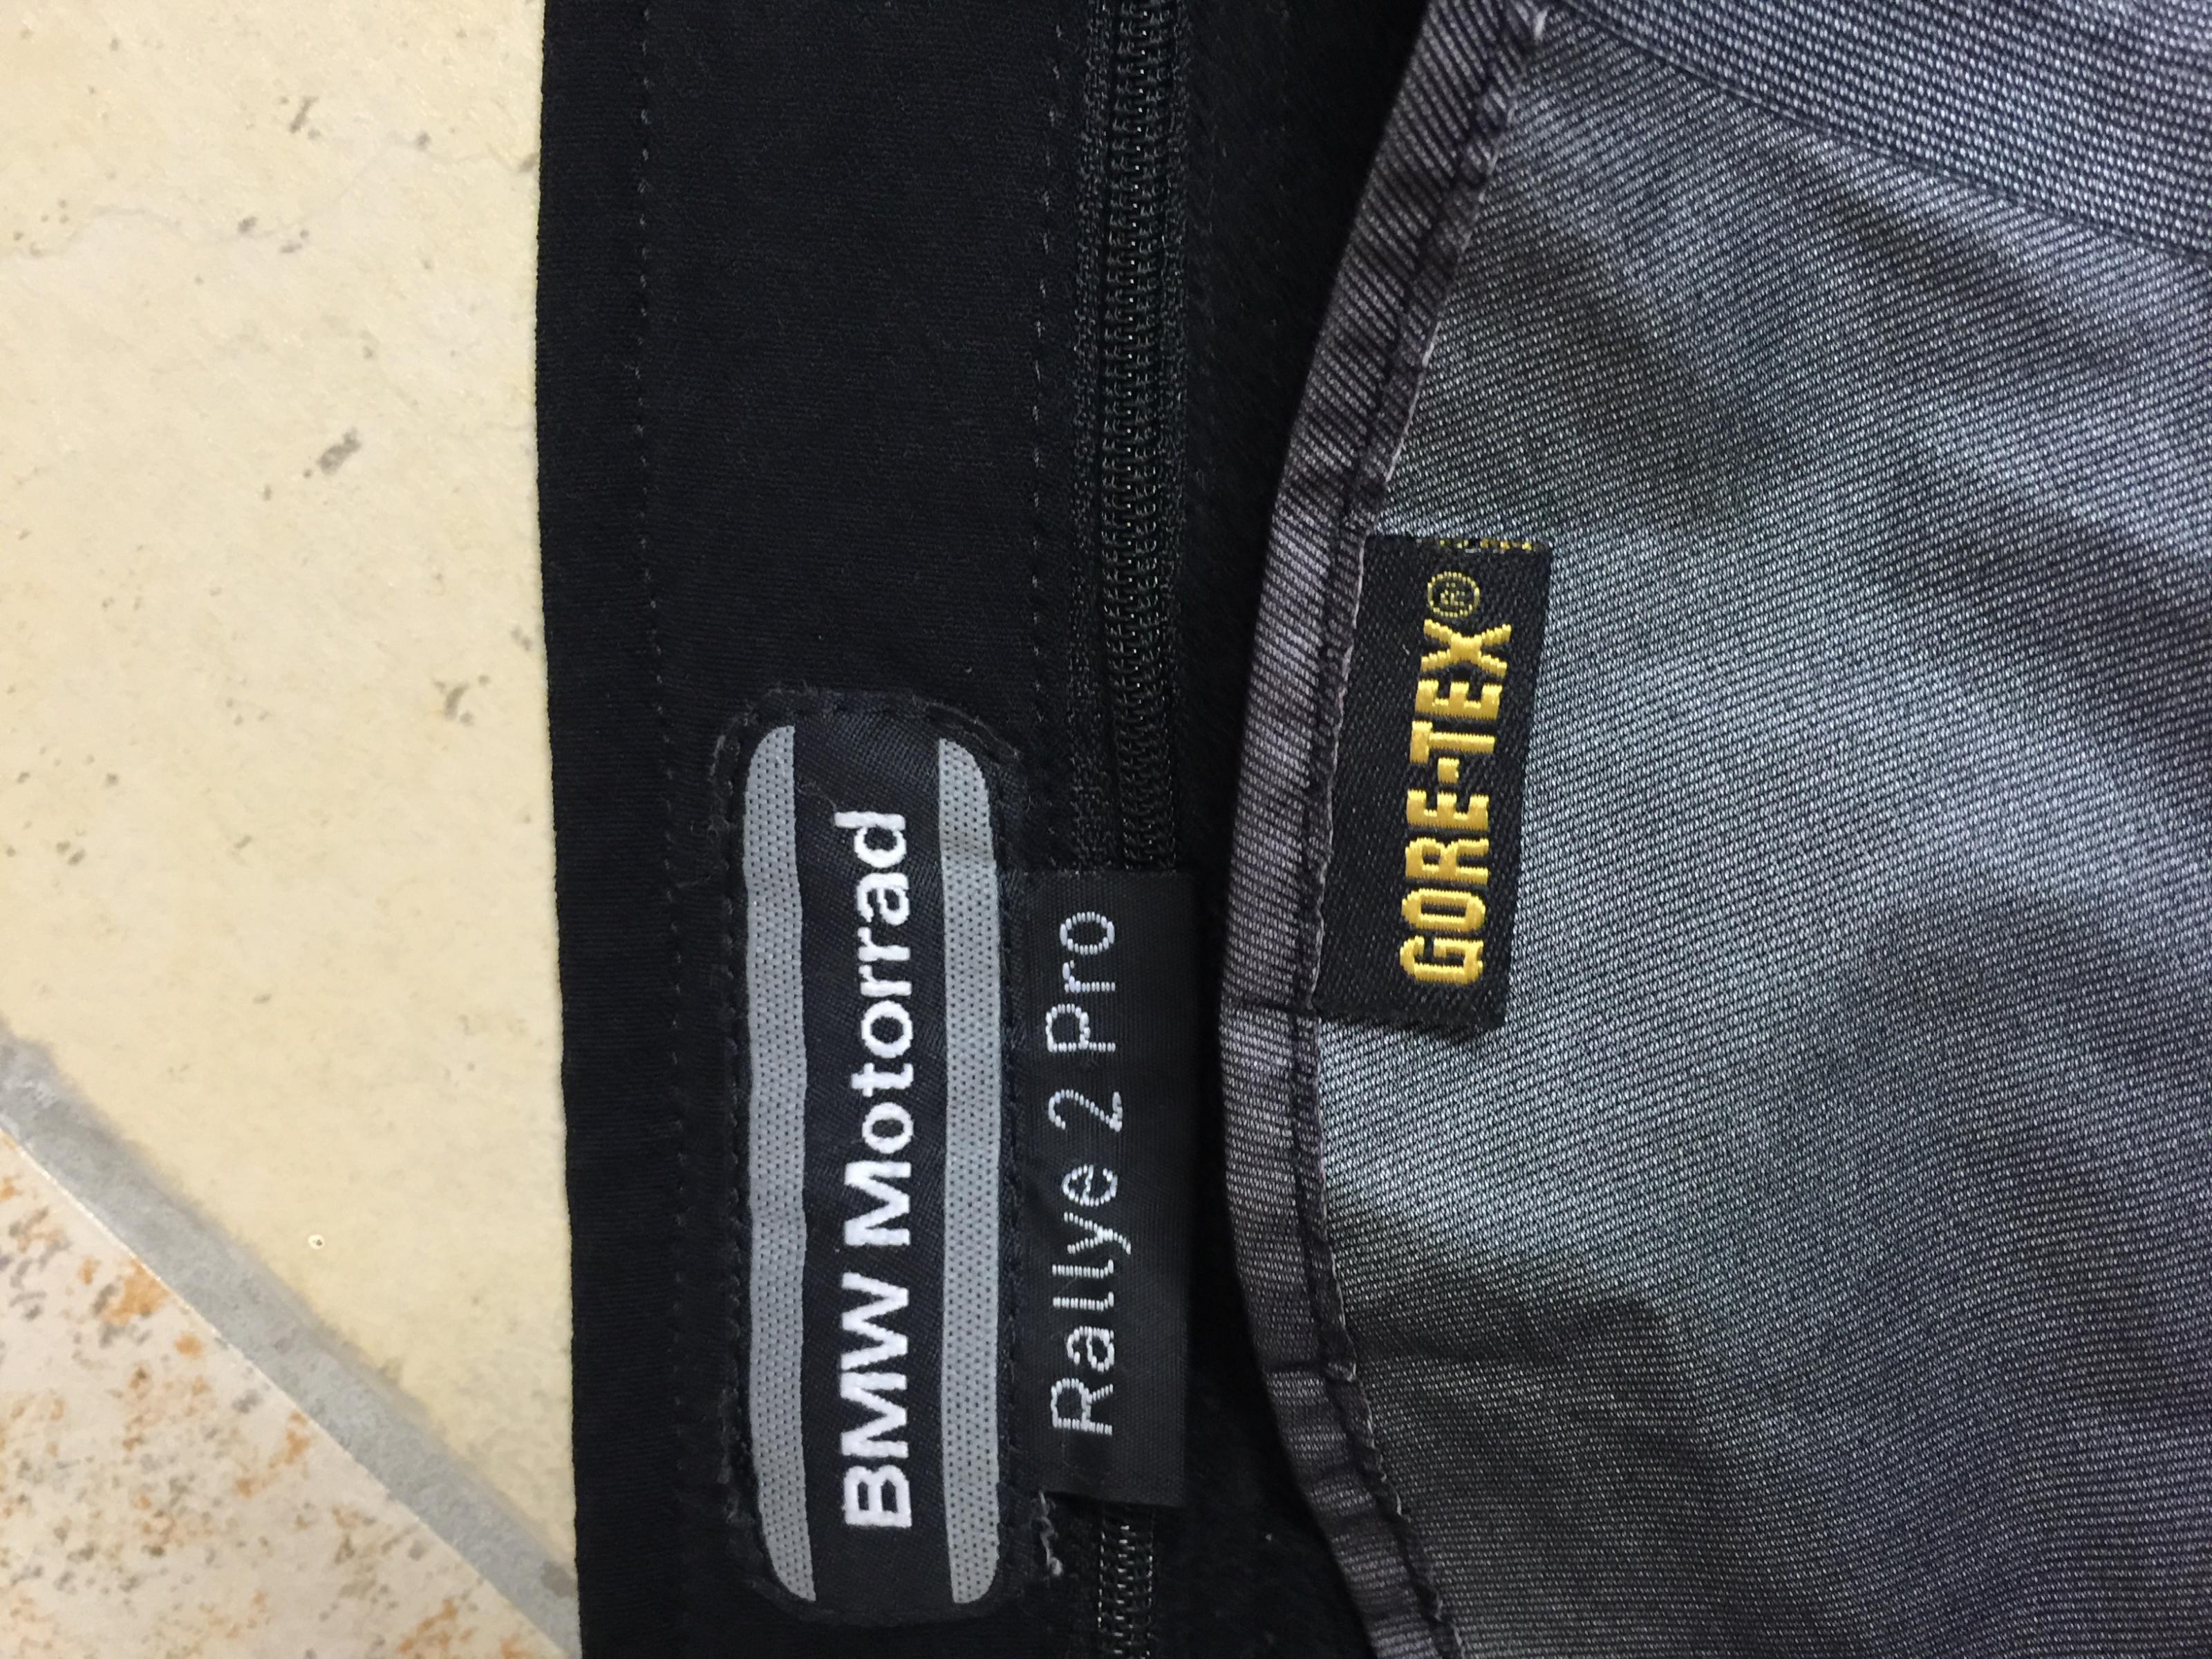 BMW Motorrad
Rallye 2 Pro
GORE-TEX®